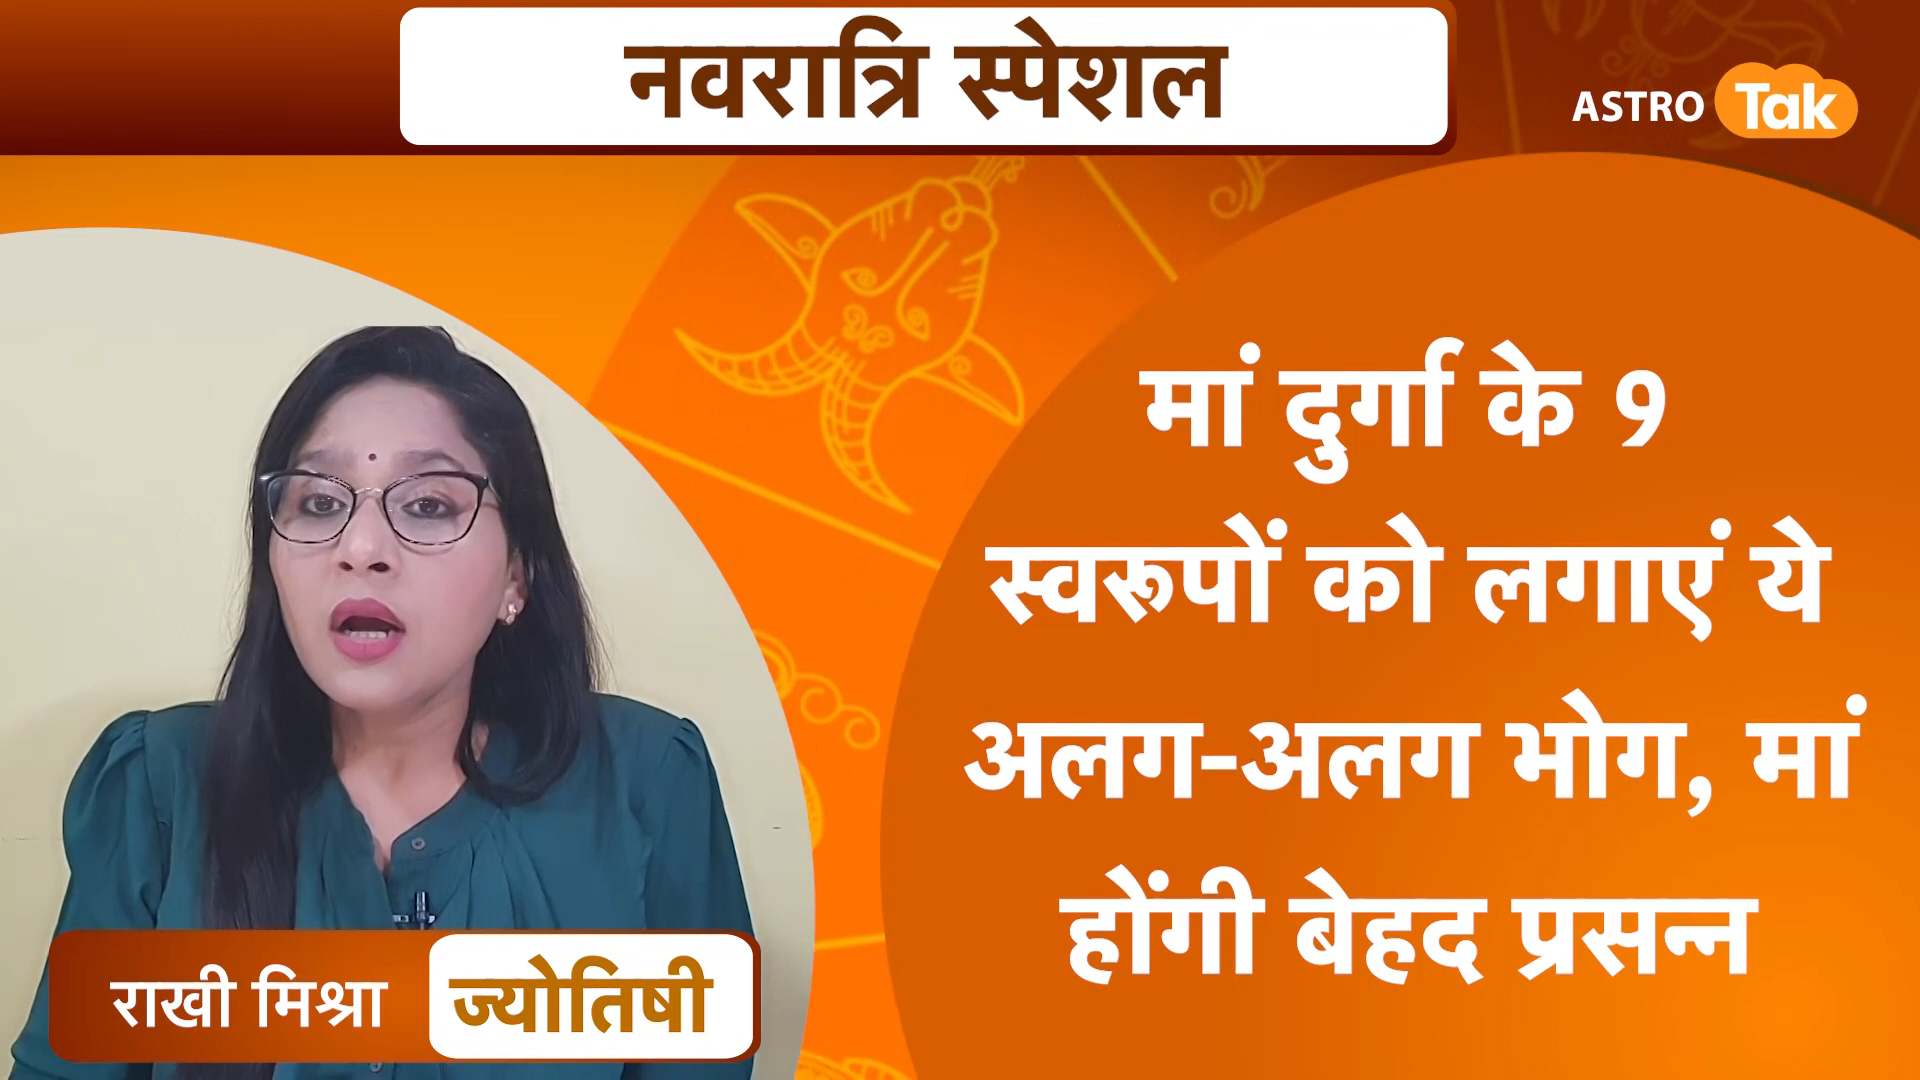 नवरात्रि स्पेशल
ASTRO Tak
मां दुर्गा के 9
स्वरूपों को लगाएं ये
अलग-अलग भोग, मां
होंगी बेहद प्रसन्न
राखी मिश्रा ज्योतिषी